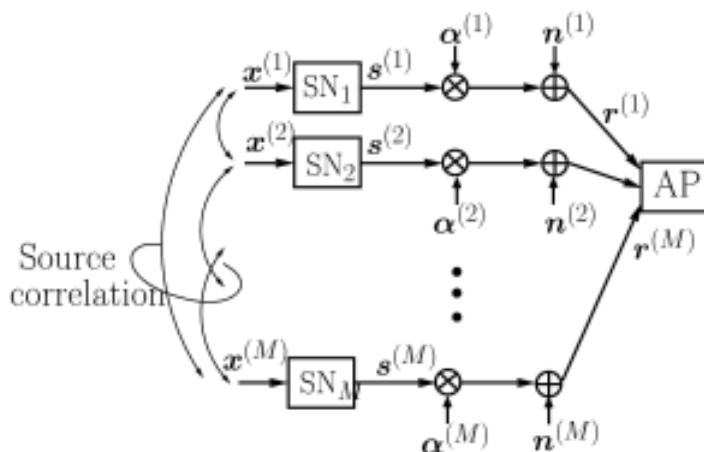 α^(1) n^(1)
x^(1) SN_1 s^(1) r^(1)
x^(2) SN_2 s^(2) AP
α^(2) n^(2)
r^(M)
Source
correlation
x^(M) SN_M s^(M)
α^(M) n^(M)